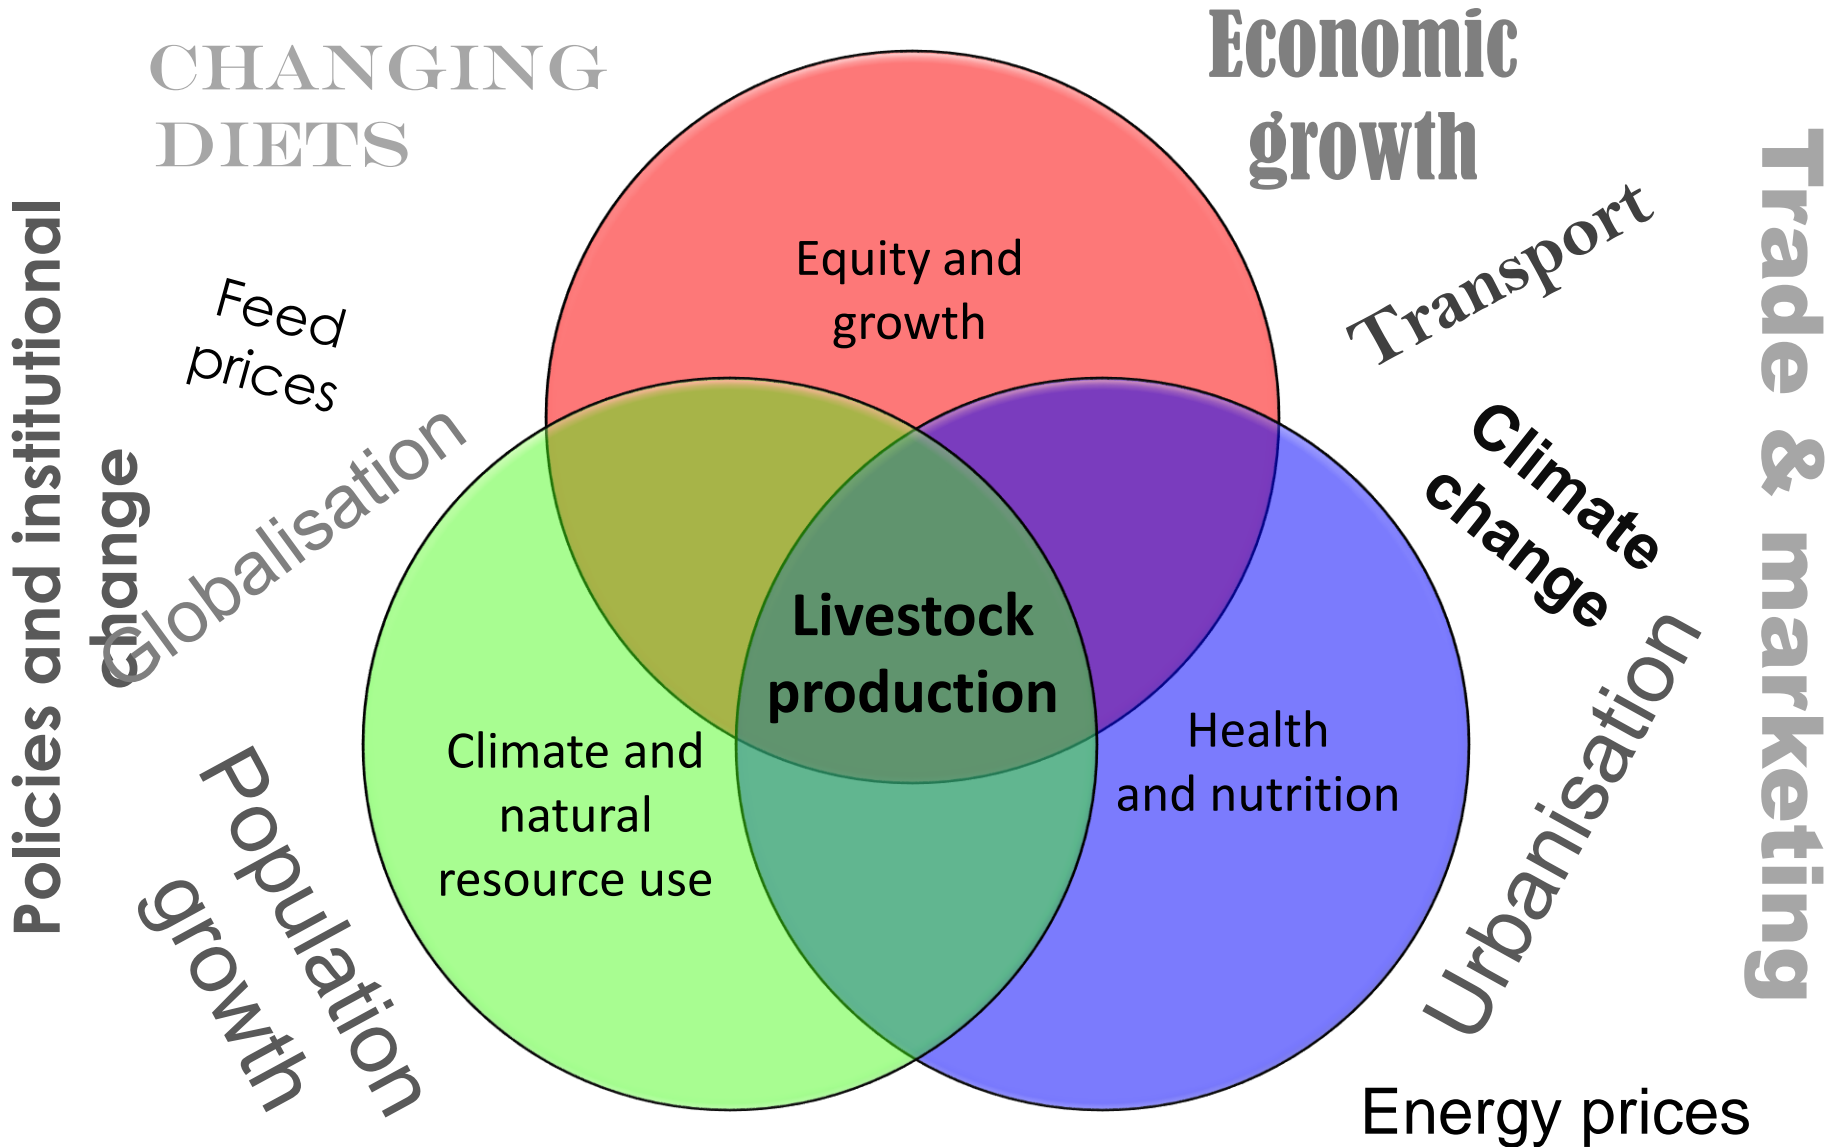 CHANGING
DIETS
Economic
growth
Transport
Trade & marketing
Policies and institutional
change
Feed
prices
Globalisation
Equity and
growth
Climate
change
Livestock
production
Climate and
natural
resource use
Health
and nutrition
Population
growth
Urbanisation
Energy prices